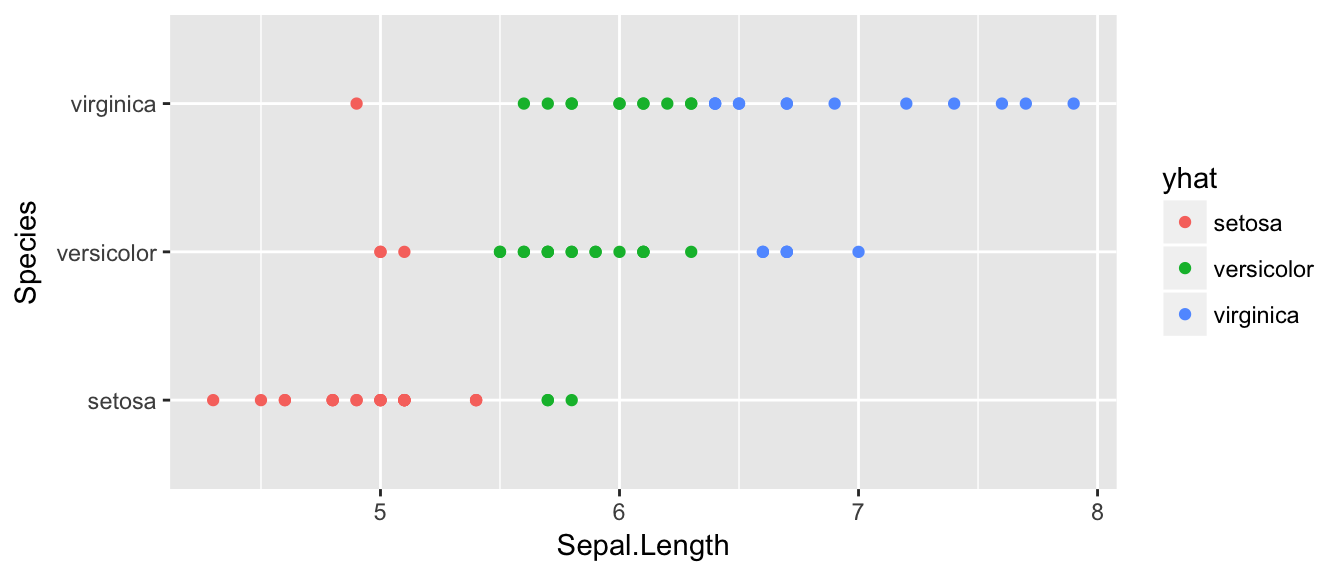 virginica
versicolor
setosa
Species
5 6 7 8
Sepal.Length
yhat
setosa
versicolor
virginica